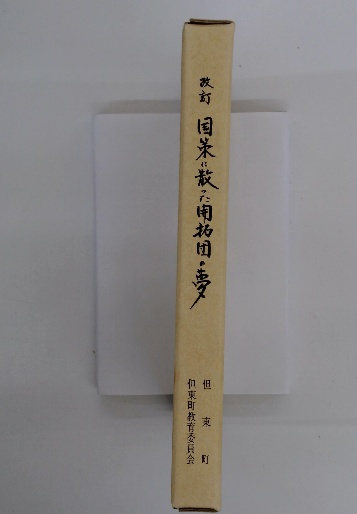 改訂
国策に散った開拓団の夢
但東町
但東町教育委員会